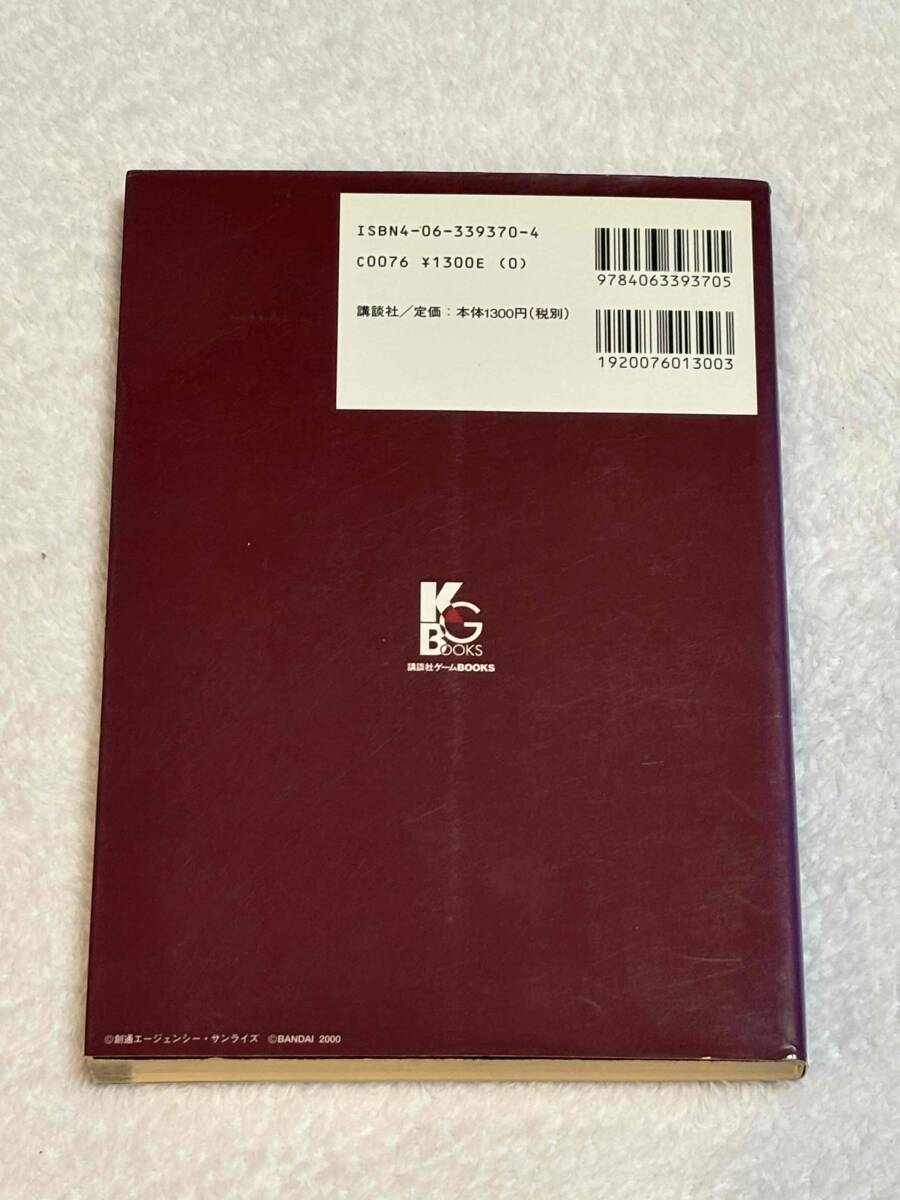 ISBN4-06-339370-4
C0076 ¥1300E (0)
講談社／定価：本体1300円(税別)
9784063393705
1920076013003
KG
BOOKS
講談社ゲームBOOKS
©創通エージェンシー・サンライズ ©BANDAI 2000